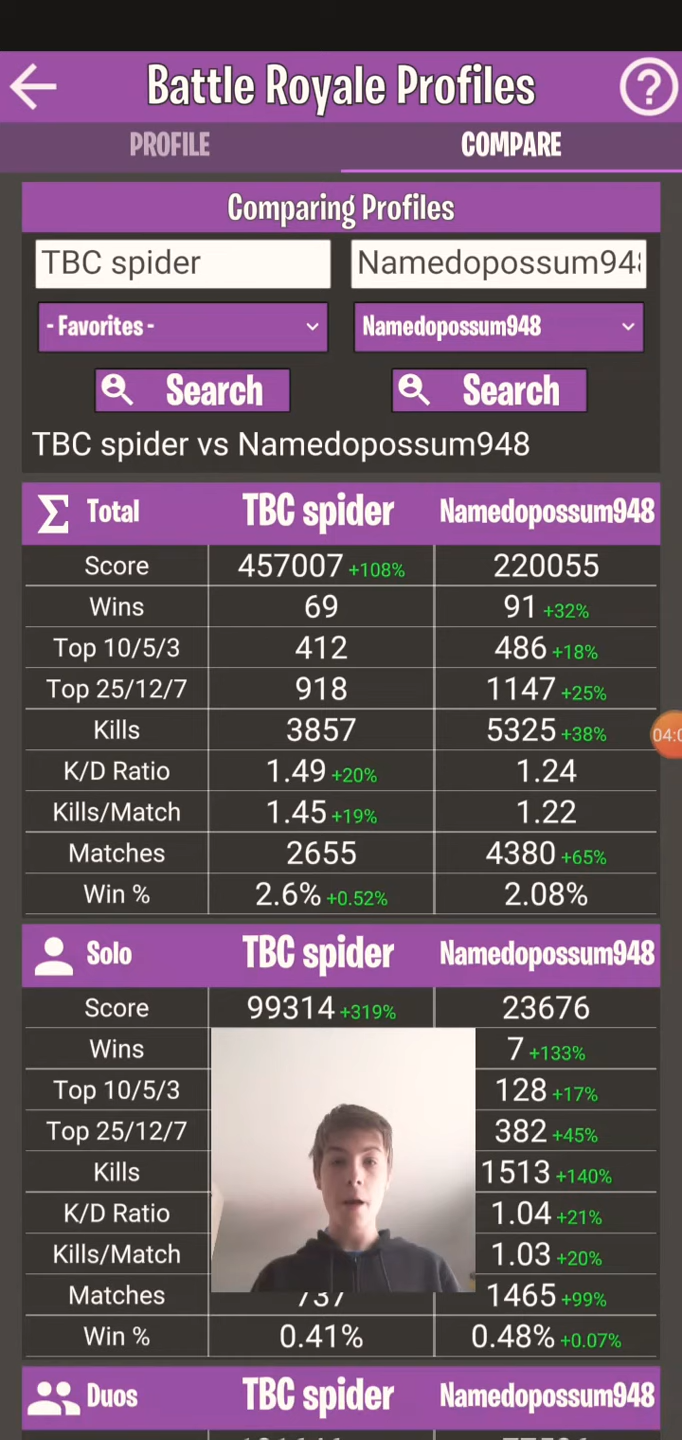 Battle Royale Profiles
PROFILE COMPARE
Comparing Profiles
TBC spider Namedopossum94
- Favorites - Namedopossum948
Search Search
TBC spider vs Namedopossum948
Σ Total TBC spider Namedopossum948
Score 457007 +108% 220055
Wins 69 91 +32%
Top 10/5/3 412 486 +18%
Top 25/12/7 918 1147 +25%
Kills 3857 5325 +38%
04:0
K/D Ratio 1.49 +20% 1.24
Kills/Match 1.45 +19% 1.22
Matches 2655 4380 +65%
Win % 2.6% +0.52% 2.08%
Solo TBC spider Namedopossum948
Score 99314 +319% 23676
Wins 7 +133%
Top 10/5/3 128 +17%
Top 25/12/7 382 +45%
Kills 1513 +140%
K/D Ratio 1.04 +21%
Kills/Match 1.03 +20%
Matches 737 1465 +99%
Win % 0.41% 0.48% +0.07%
Duos TBC spider Namedopossum948